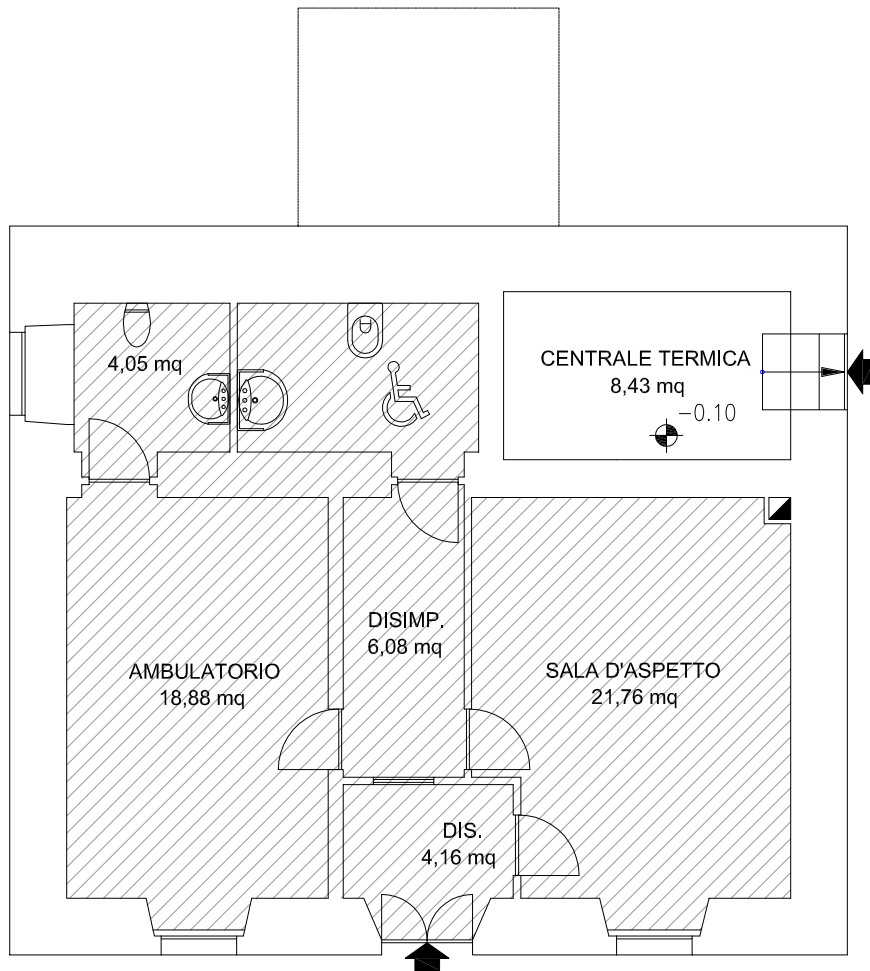 4,05 mq
CENTRALE TERMICA
8,43 mq
-0.10
DISIMP.
6,08 mq
AMBULATORIO
18,88 mq
SALA D'ASPETTO
21,76 mq
DIS.
4,16 mq